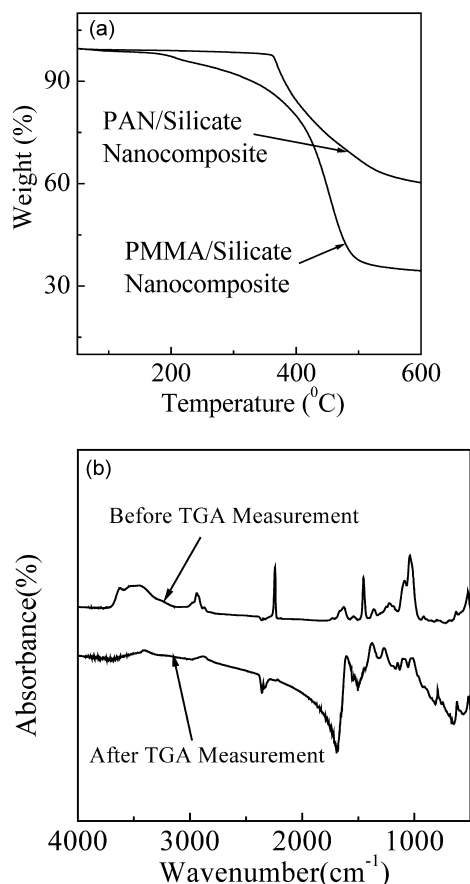 (a)
90
60
30
Weight (%)
PAN/Silicate
Nanocomposite
PMMA/Silicate
Nanocomposite
200
400
600
Temperature (⁰C)
(b)
Before TGA Measurement
Absorbance(%)
After TGA Measurement
4000
3000
2000
1000
Wavenumber(cm⁻¹)